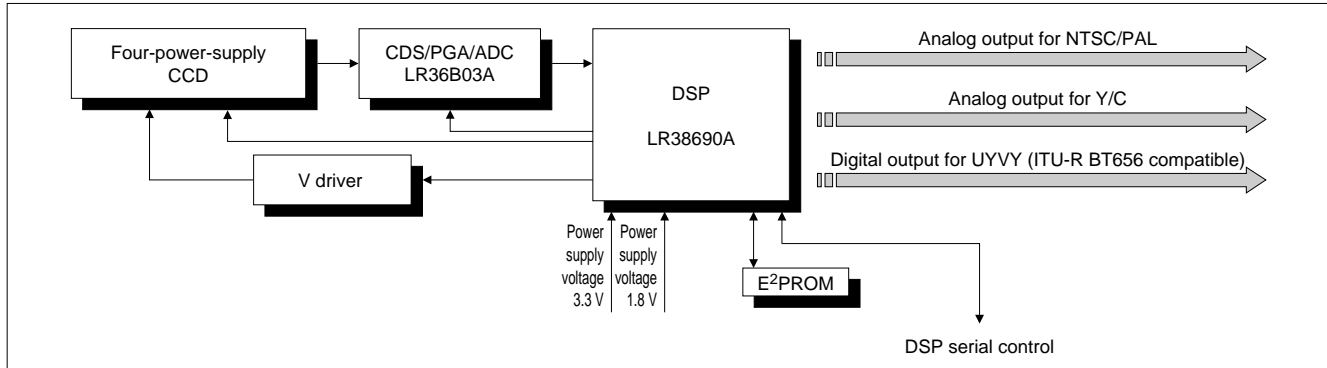 Four-power-supply
CCD
CDS/PGA/ADC
LR36B03A
DSP
LR38690A
V driver
Analog output for NTSC/PAL
Analog output for Y/C
Digital output for UYVY (ITU-R BT656 compatible)
Power
supply
voltage
3.3 V
Power
supply
voltage
1.8 V
E²PROM
DSP serial control